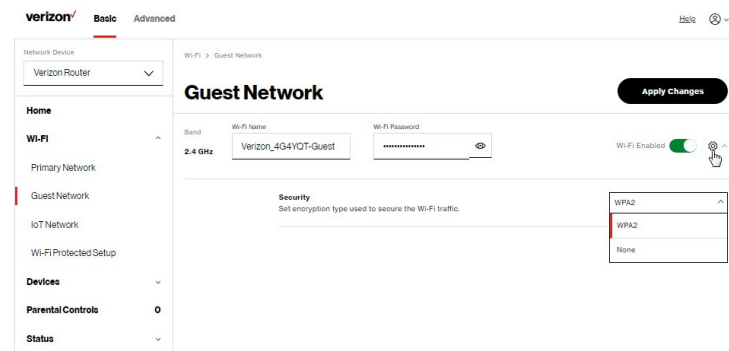 verizon✓ Basic Advanced Help
Network Device
Verizon Router
Home
Wi-Fi
Primary Network
Guest Network
IoT Network
Wi-Fi Protected Setup
Devices
Parental Controls 0
Status
Wi-Fi > Guest Network
Guest Network
Apply Changes
Band
2.4 GHz
Wi-Fi Name
Verizon_4G4YQT-Guest
Wi-Fi Password
•••••••••••••••
Wi-Fi Enabled
Security
Set encryption type used to secure the Wi-Fi traffic.
WPA2
WPA2
None